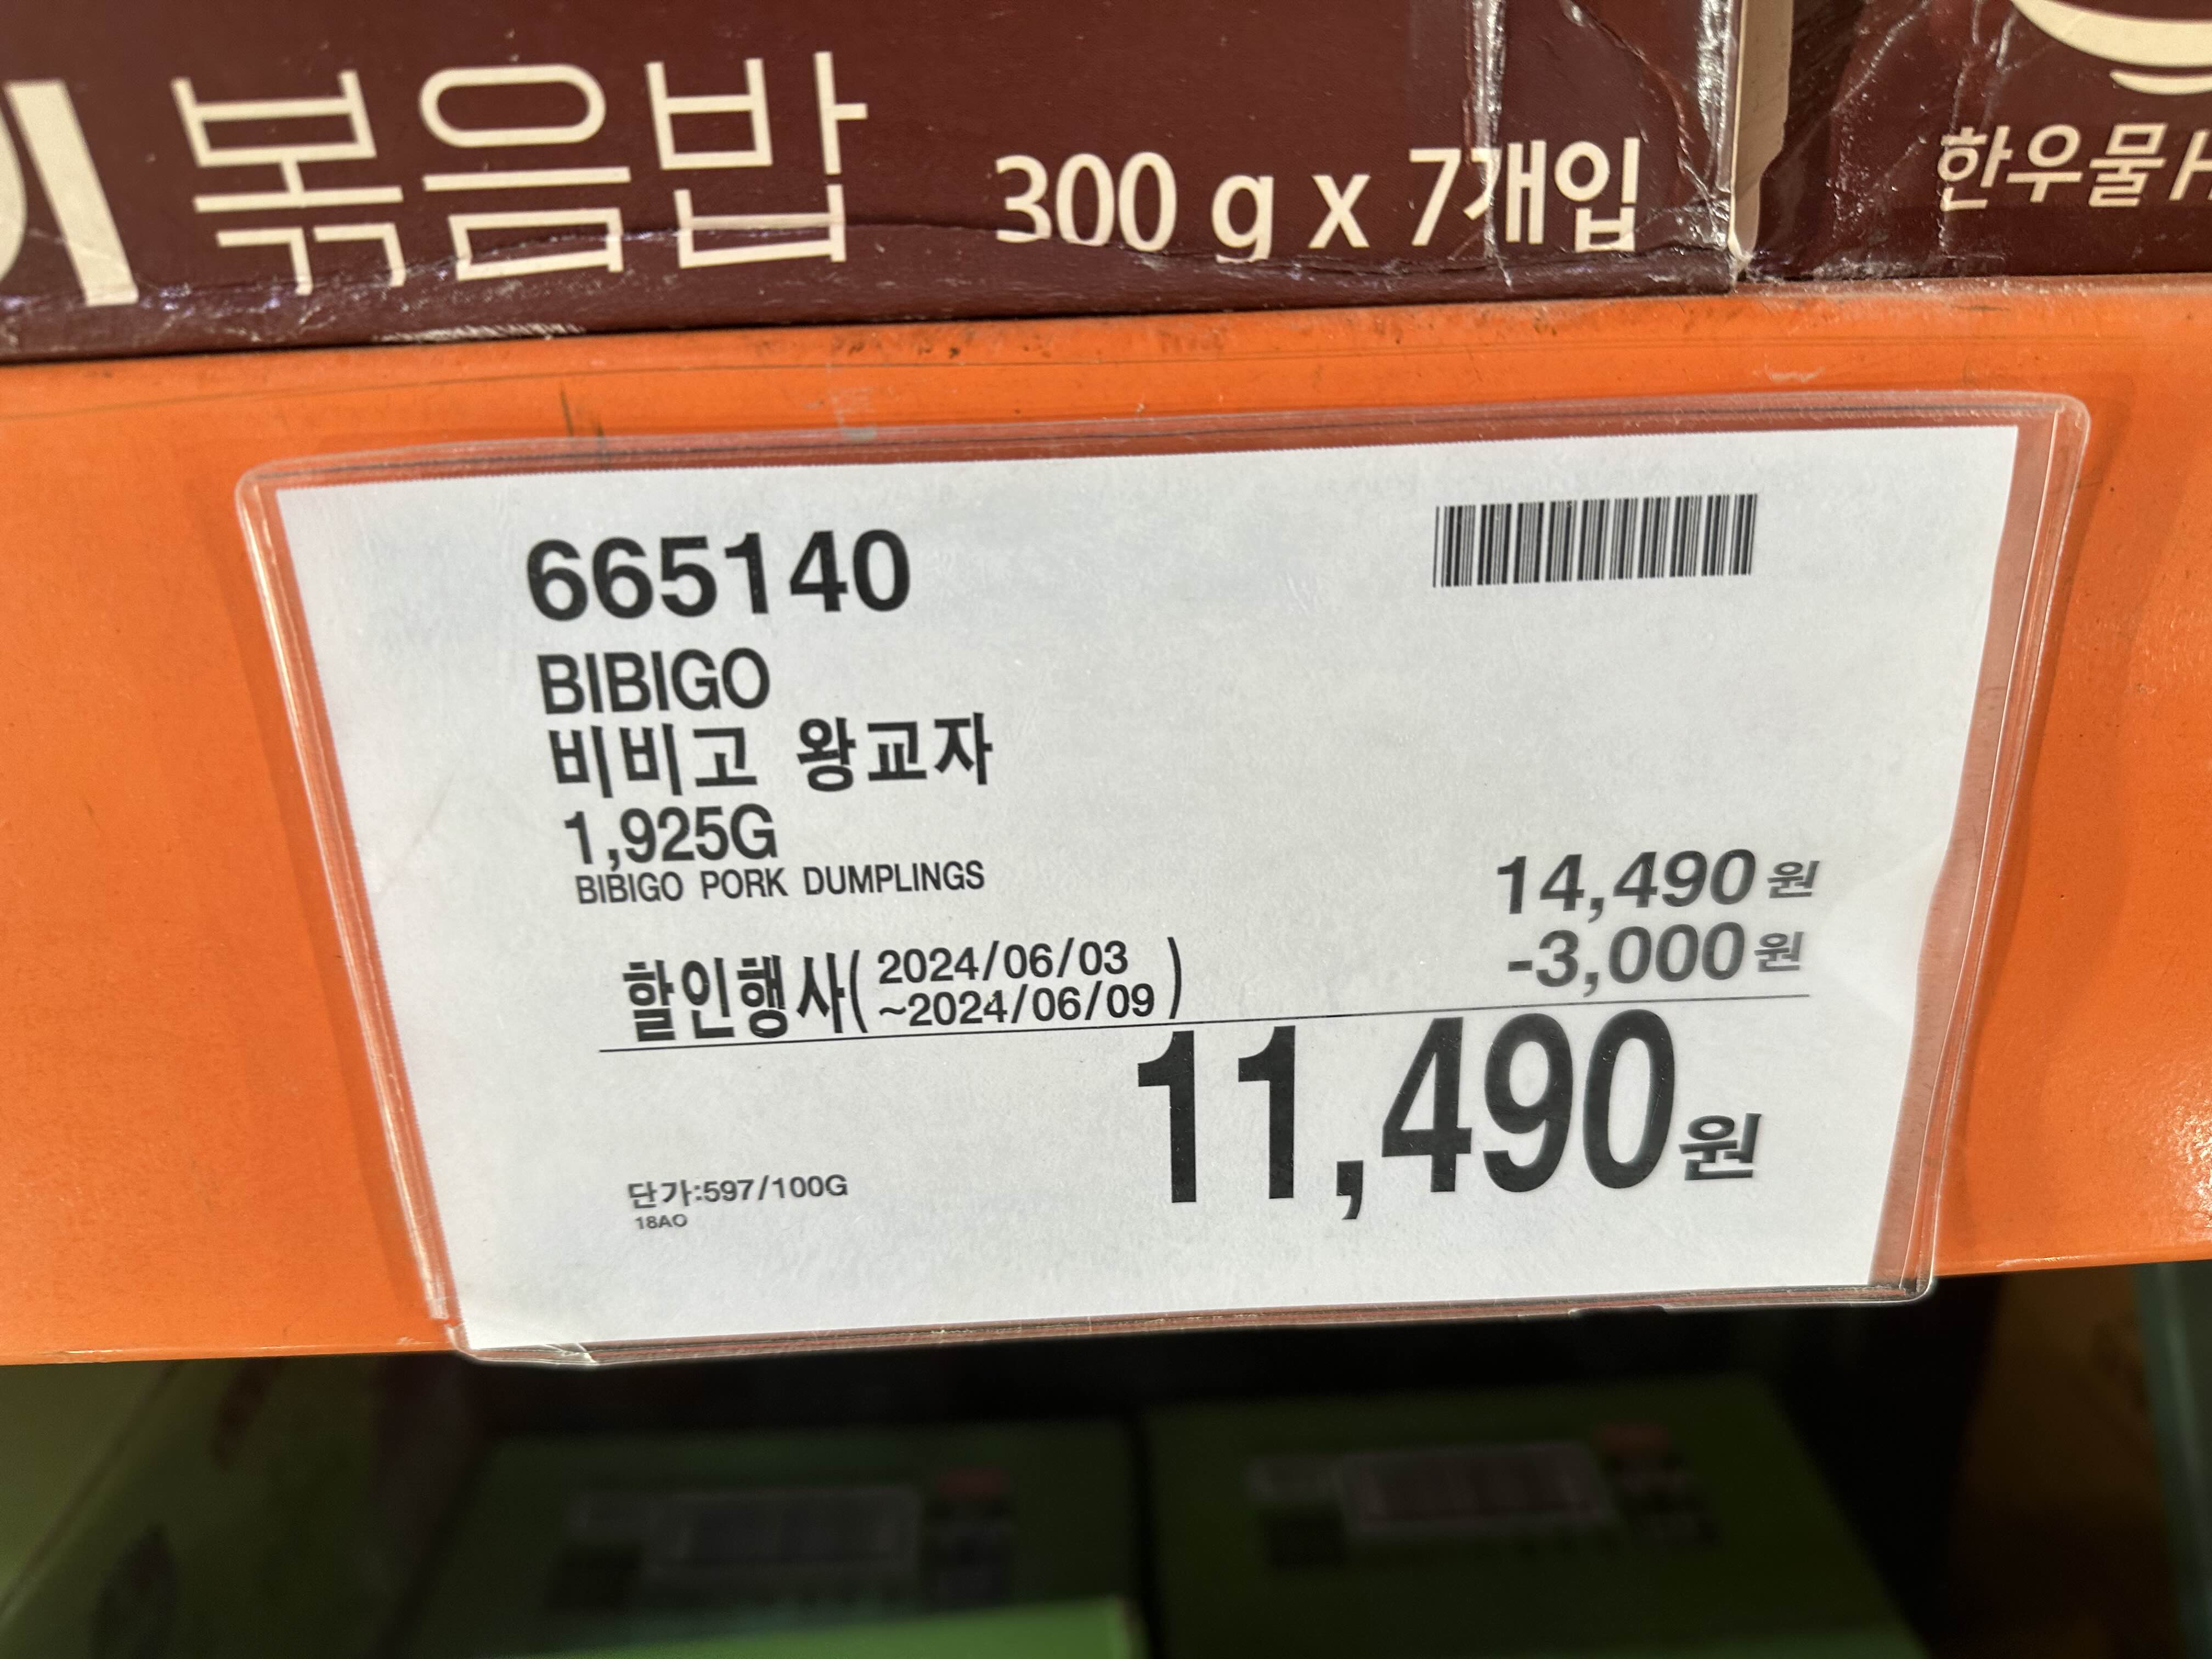 볶음밥 300 g x 7개입
한우물
665140
BIBIGO
비비고 왕교자
1,925G
BIBIGO PORK DUMPLINGS
14,490원
할인행사( 2024/06/03
~2024/06/09 )
-3,000원
11,490원
단가:597/100G
18AO